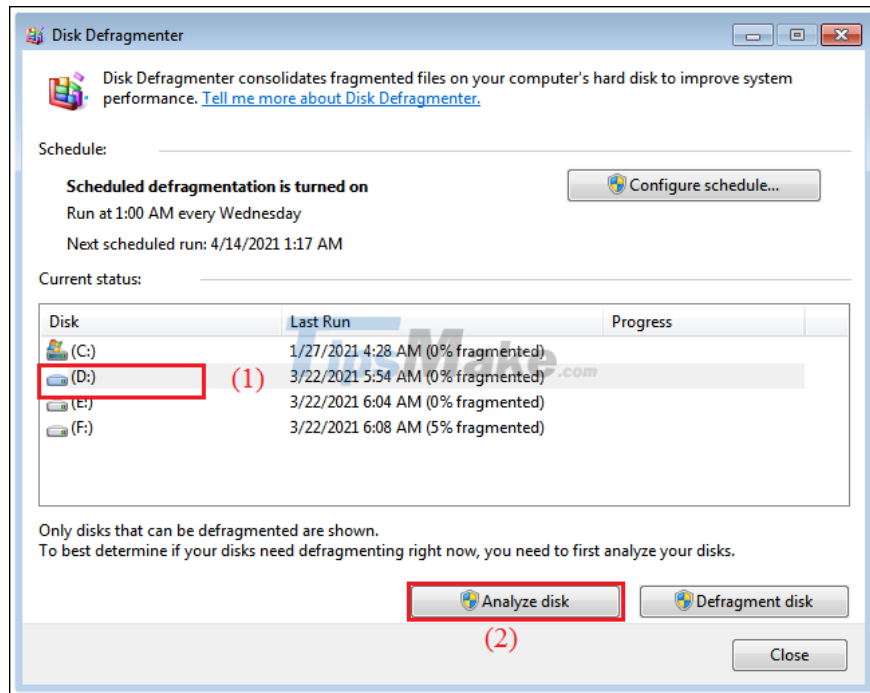 Disk Defragmenter
Disk Defragmenter consolidates fragmented files on your computer's hard disk to improve system
performance. Tell me more about Disk Defragmenter.
Schedule:
Scheduled defragmentation is turned on
Configure schedule...
Run at 1:00 AM every Wednesday
Next scheduled run: 4/14/2021 1:17 AM
Current status:
Disk Last Run Progress
(C:) 1/27/2021 4:28 AM (0% fragmented)
(D:) (1) 3/22/2021 5:54 AM (0% fragmented)
(E:) 3/22/2021 6:04 AM (0% fragmented)
(F:) 3/22/2021 6:08 AM (5% fragmented)
TipsMake.com
Only disks that can be defragmented are shown.
To best determine if your disks need defragmenting right now, you need to first analyze your disks.
Analyze disk Defragment disk
(2)
Close